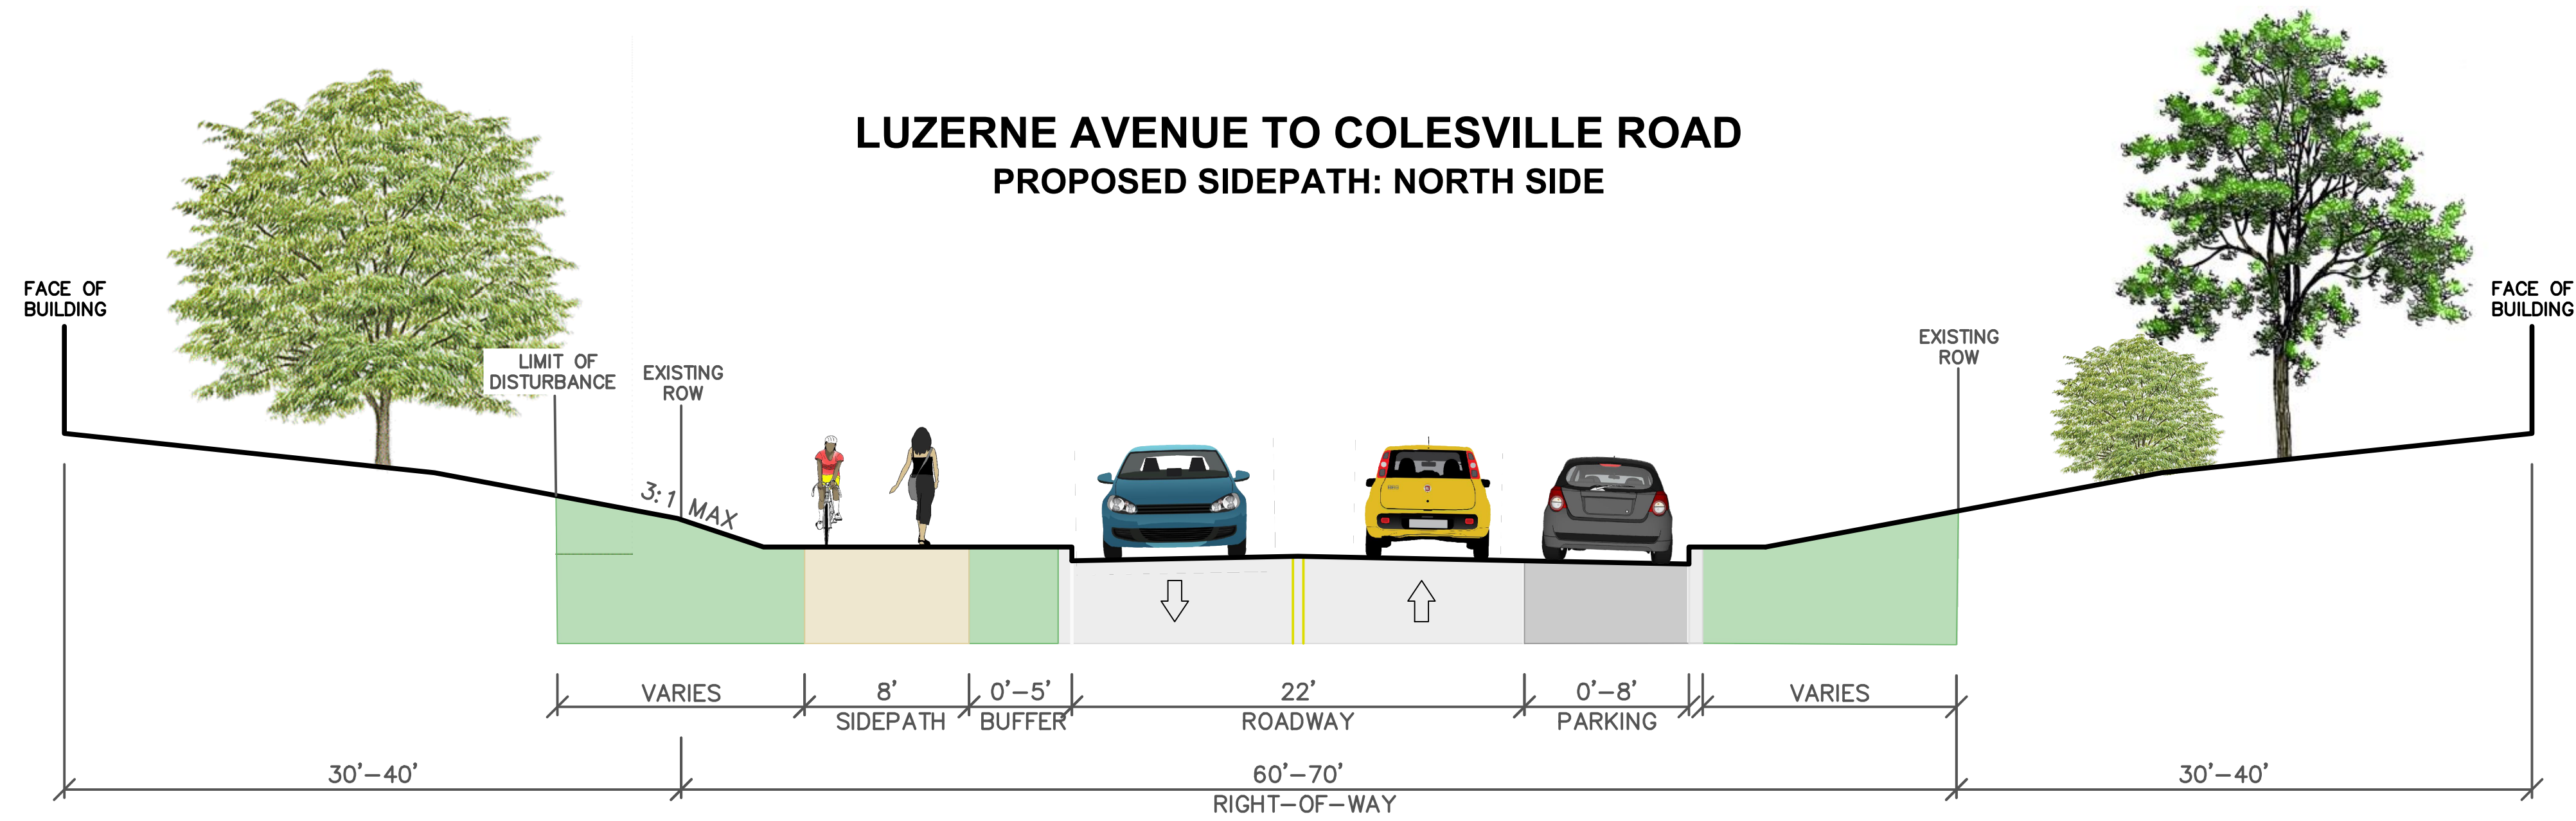 LUZERNE AVENUE TO COLESVILLE ROAD
PROPOSED SIDEPATH: NORTH SIDE
FACE OF
BUILDING
LIMIT OF
DISTURBANCE
EXISTING
ROW
3:1 MAX
EXISTING
ROW
FACE OF
BUILDING
VARIES
8'
SIDEPATH
0'-5'
BUFFER
22'
ROADWAY
0'-8'
PARKING
VARIES
30'-40'
60'-70'
RIGHT-OF-WAY
30'-40'